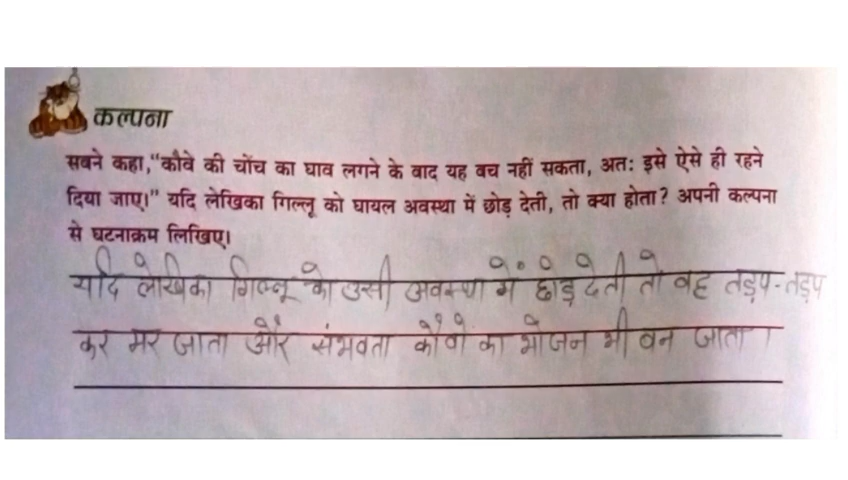 कल्पना
सबने कहा,"कौवे की चोंच का घाव लगने के बाद यह बच नहीं सकता, अतः इसे ऐसे ही रहने
दिया जाए।" यदि लेखिका गिल्लू को घायल अवस्था में छोड़ देती, तो क्या होता? अपनी कल्पना
से घटनाक्रम लिखिए।
यदि लेखिका गिल्लू को उसी अवस्था में छोड़ देती तो वह तड़प-तड़प
कर मर जाता और संभवता कौवो का भोजन भी बन जाता ।